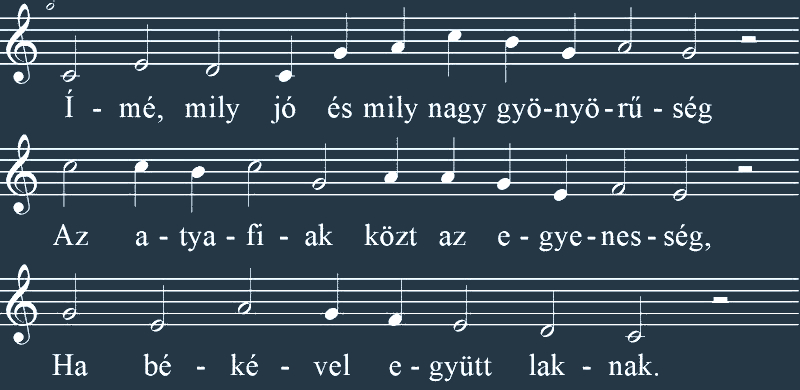 Í - mé, mily jó és mily nagy gyö-nyö-rű - ség
Az a - tya - fi - ak közt az e - gye - nes - ség,
Ha bé - ké - vel e - gyütt lak - nak.